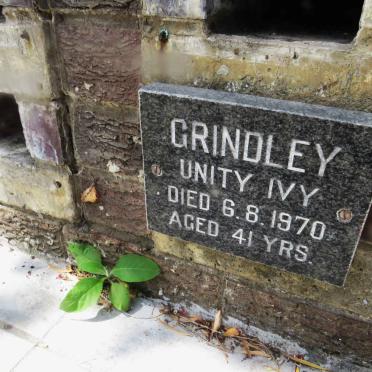 GRINDLEY
UNITY IVY
DIED 6.8.1970
AGED 41 YRS.